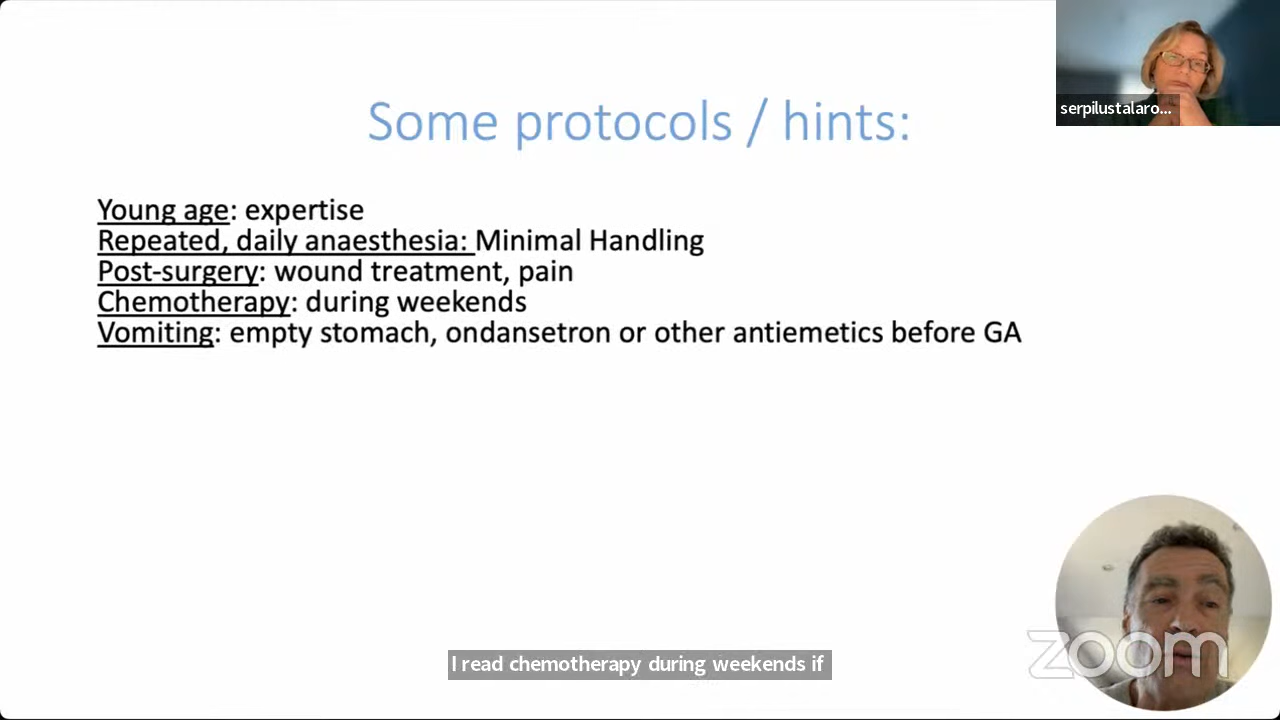 serpilustalaro...
Some protocols / hints:
Young age: expertise
Repeated, daily anaesthesia: Minimal Handling
Post-surgery: wound treatment, pain
Chemotherapy: during weekends
Vomiting: empty stomach, ondansetron or other antiemetics before GA
I read chemotherapy during weekends if
zoom